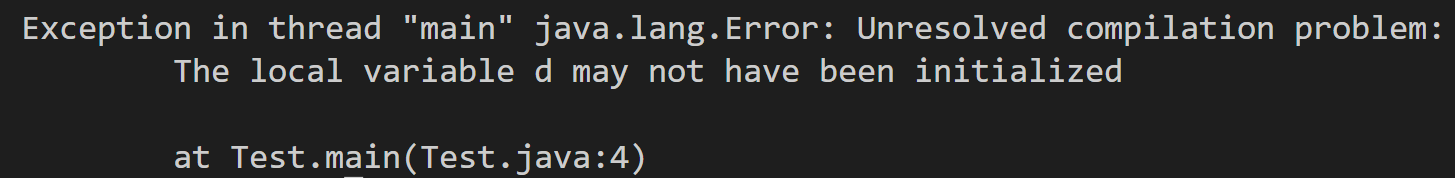 Exception in thread "main" java.lang.Error: Unresolved compilation problem:
The local variable d may not have been initialized
at Test.main(Test.java:4)